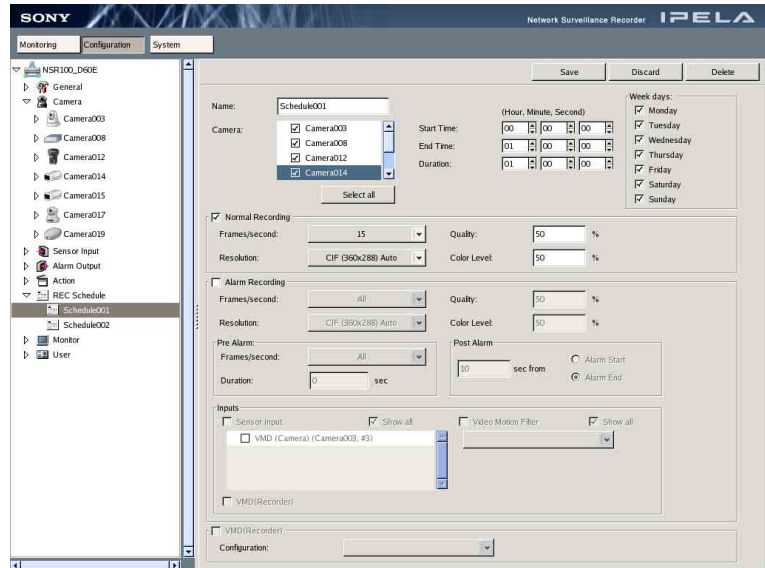 SONY
Network Surveillance Recorder IPELA
Monitoring Configuration System
NSR100_D60E
General
Camera
Camera003
Camera008
Camera012
Camera014
Camera015
Camera017
Camera019
Sensor Input
Alarm Output
Action
REC Schedule
Schedule001
Schedule002
Monitor
User
Save Discard Delete
Name: Schedule001
Camera:
Camera003
Camera008
Camera012
Camera014
Select all
(Hour, Minute, Second)
Start Time: 00 00 00
End Time: 01 00 00
Duration: 01 00 00
Week days:
Monday
Tuesday
Wednesday
Thursday
Friday
Saturday
Sunday
Normal Recording
Frames/second: 15 Quality: 50 %
Resolution: CIF (360x288) Auto Color Level: 50 %
Alarm Recording
Frames/second: All Quality: 50 %
Resolution: CIF (360x288) Auto Color Level: 50 %
Pre Alarm:
Frames/second: All
Duration: 0 sec
Post Alarm
10 sec from
Alarm Start
Alarm End
Inputs
Sensor Input Show all Video Motion Filter Show all
VMD (Camera) (Camera003, #3)
VMD(Recorder)
VMD(Recorder)
Configuration: